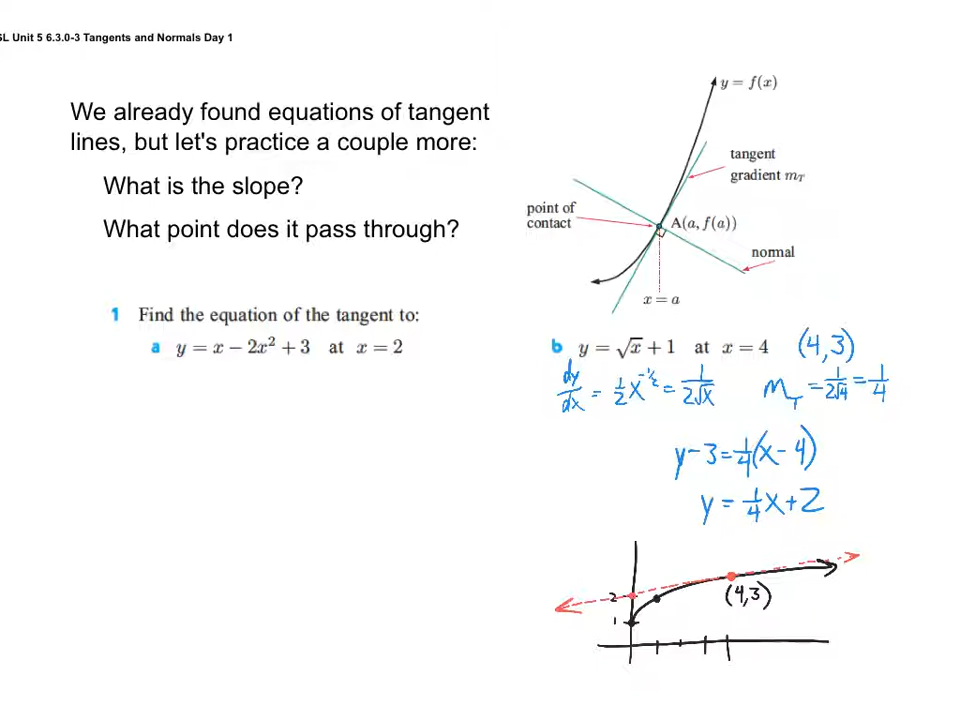 SL Unit 5 6.3.0-3 Tangents and Normals Day 1
We already found equations of tangent
lines, but let's practice a couple more:
What is the slope?
What point does it pass through?
y = f(x)
tangent
gradient m_T
point of
contact
A(a, f(a))
normal
x = a
1 Find the equation of the tangent to:
a y = x − 2x² + 3 at x = 2
b y = √x + 1 at x = 4 (4,3)
dy/dx = 1/2 x^(-1/2) = 1/(2√x) m_T = 1/(2√4) = 1/4
y-3 = 1/4(x-4)
y = 1/4 x + 2
2
(4,3)
1